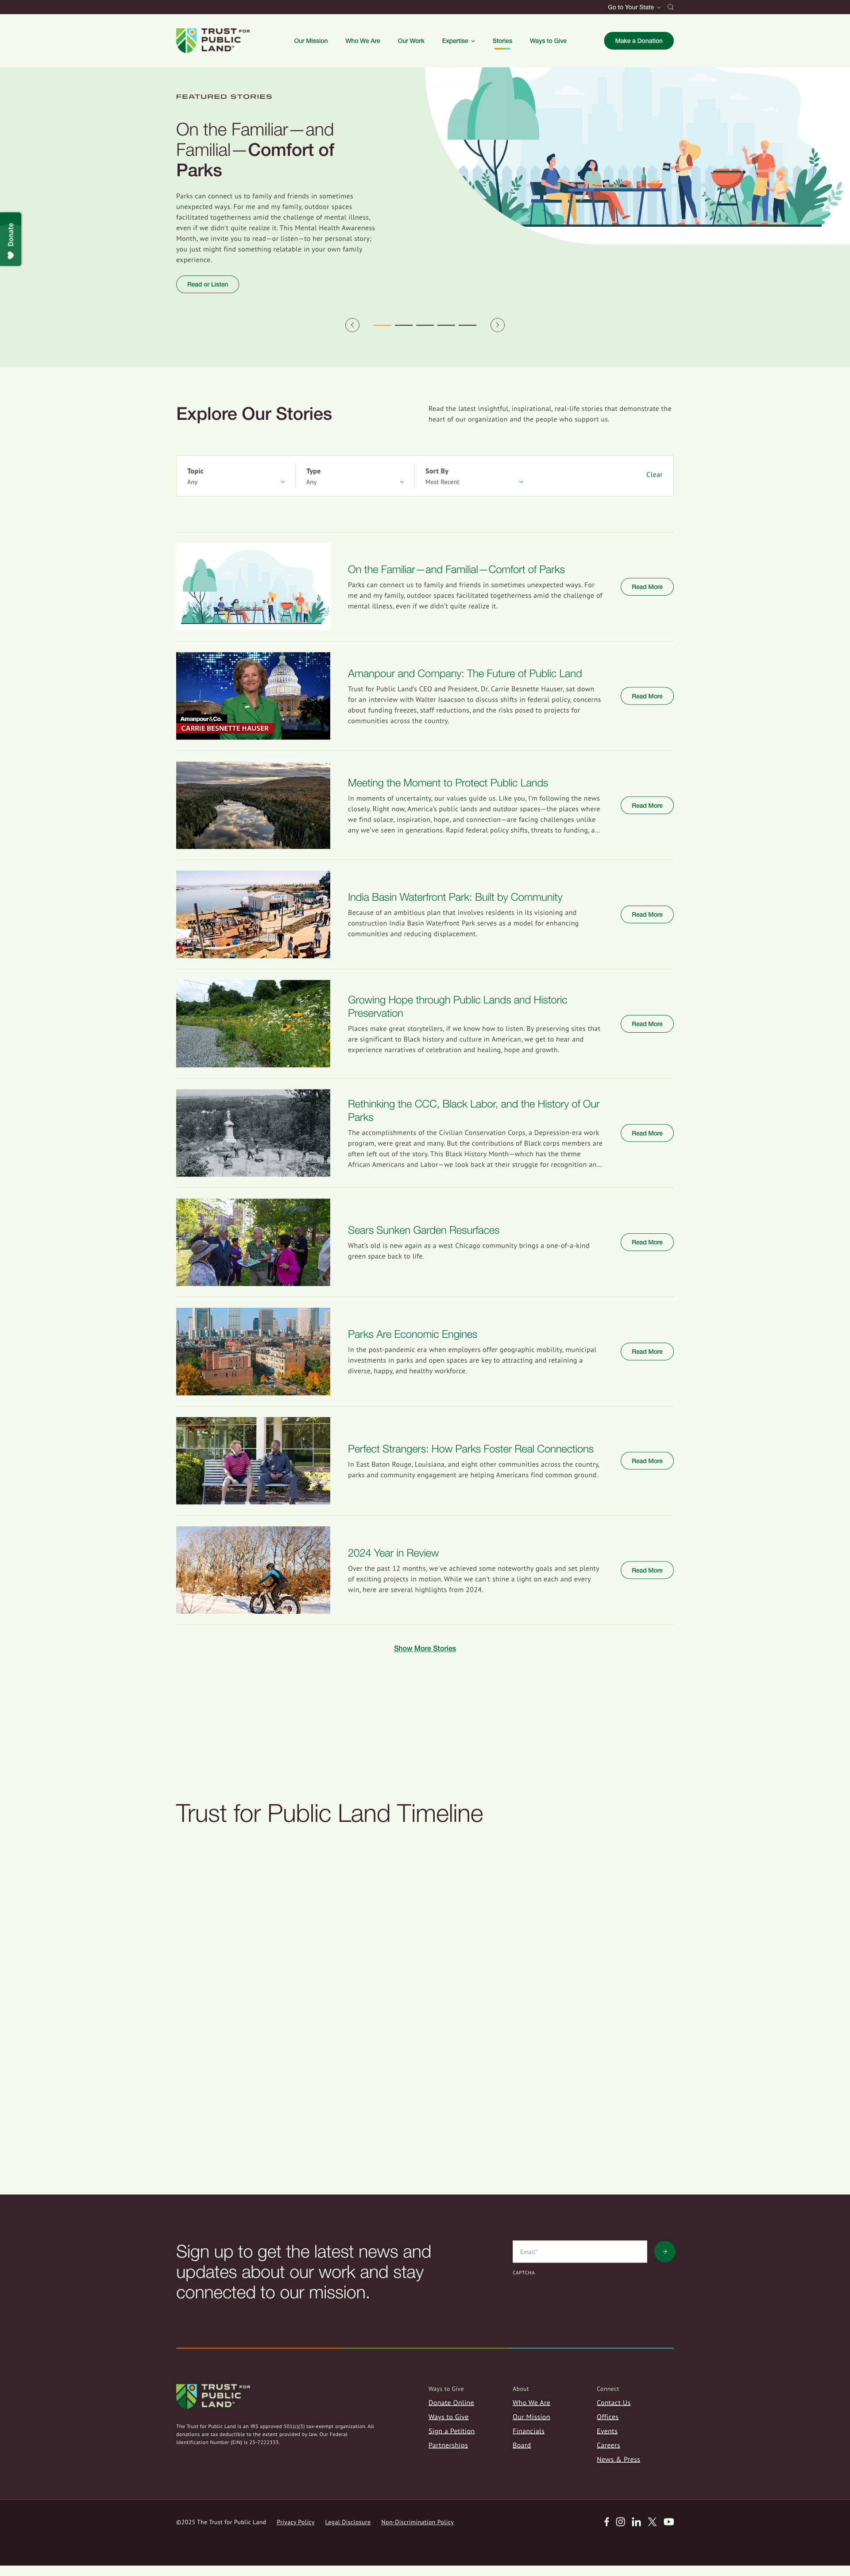 Go to Your State
TRUST FOR
PUBLIC
LAND
Our Mission
Who We Are
Our Work
Expertise
Stories
Ways to Give
Make a Donation
Donate
FEATURED STORIES
On the Familiar—and
Familial—Comfort of
Parks
Parks can connect us to family and friends in sometimes
unexpected ways. For me and my family, outdoor spaces
facilitated togetherness amid the challenge of mental illness,
even if we didn't quite realize it. This Mental Health Awareness
Month, we invite you to read—or listen—to her personal story;
you just might find something relatable in your own family
experience.
Read or Listen
Explore Our Stories
Read the latest insightful, inspirational, real-life stories that demonstrate the
heart of our organization and the people who support us.
Topic
Any
Type
Any
Sort By
Most Recent
Clear
On the Familiar—and Familial—Comfort of Parks
Parks can connect us to family and friends in sometimes unexpected ways. For
me and my family, outdoor spaces facilitated togetherness amid the challenge of
mental illness, even if we didn't quite realize it.
Read More
Amanpour&Co.
CARRIE BESNETTE HAUSER
Amanpour and Company: The Future of Public Land
Trust for Public Land's CEO and President, Dr. Carrie Besnette Hauser, sat down
for an interview with Walter Isaacson to discuss shifts in federal policy, concerns
about funding freezes, staff reductions, and the risks posed to projects for
communities across the country.
Read More
Meeting the Moment to Protect Public Lands
In moments of uncertainty, our values guide us. Like you, I'm following the news
closely. Right now, America's public lands and outdoor spaces—the places where
we find solace, inspiration, hope, and connection—are facing challenges unlike
any we've seen in generations. Rapid federal policy shifts, threats to funding, a...
Read More
India Basin Waterfront Park: Built by Community
Because of an ambitious plan that involves residents in its visioning and
construction India Basin Waterfront Park serves as a model for enhancing
communities and reducing displacement.
Read More
Growing Hope through Public Lands and Historic
Preservation
Places make great storytellers, if we know how to listen. By preserving sites that
are significant to Black history and culture in American, we get to hear and
experience narratives of celebration and healing, hope and growth.
Read More
Rethinking the CCC, Black Labor, and the History of Our
Parks
The accomplishments of the Civilian Conservation Corps, a Depression-era work
program, were great and many. But the contributions of Black corps members are
often left out of the story. This Black History Month—which has the theme
African Americans and Labor—we look back at their struggle for recognition an...
Read More
Sears Sunken Garden Resurfaces
What's old is new again as a west Chicago community brings a one-of-a-kind
green space back to life.
Read More
Parks Are Economic Engines
In the post-pandemic era when employers offer geographic mobility, municipal
investments in parks and open spaces are key to attracting and retaining a
diverse, happy, and healthy workforce.
Read More
Perfect Strangers: How Parks Foster Real Connections
In East Baton Rouge, Louisiana, and eight other communities across the country,
parks and community engagement are helping Americans find common ground.
Read More
2024 Year in Review
Over the past 12 months, we've achieved some noteworthy goals and set plenty
of exciting projects in motion. While we can't shine a light on each and every
win, here are several highlights from 2024.
Read More
Show More Stories
Trust for Public Land Timeline
Sign up to get the latest news and
updates about our work and stay
connected to our mission.
Email*
CAPTCHA
TRUST FOR
PUBLIC
LAND
The Trust for Public Land is an IRS approved 501(c)(3) tax-exempt organization. All
donations are tax deductible to the extent provided by law. Our Federal
Identification Number (EIN) is 23-7222333.
Ways to Give
Donate Online
Ways to Give
Sign a Petition
Partnerships
About
Who We Are
Our Mission
Financials
Board
Connect
Contact Us
Offices
Events
Careers
News & Press
©2025 The Trust for Public Land
Privacy Policy
Legal Disclosure
Non-Discrimination Policy